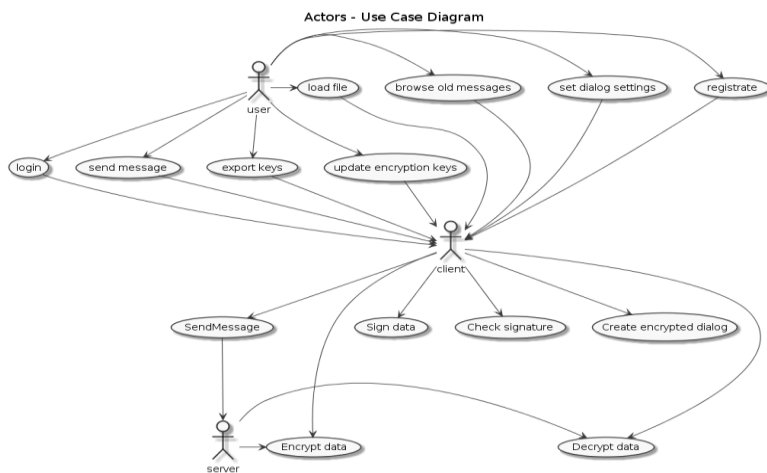 Actors - Use Case Diagram
load file
browse old messages
set dialog settings
registrate
user
login
send message
export keys
update encryption keys
client
SendMessage
Sign data
Check signature
Create encrypted dialog
Encrypt data
Decrypt data
server